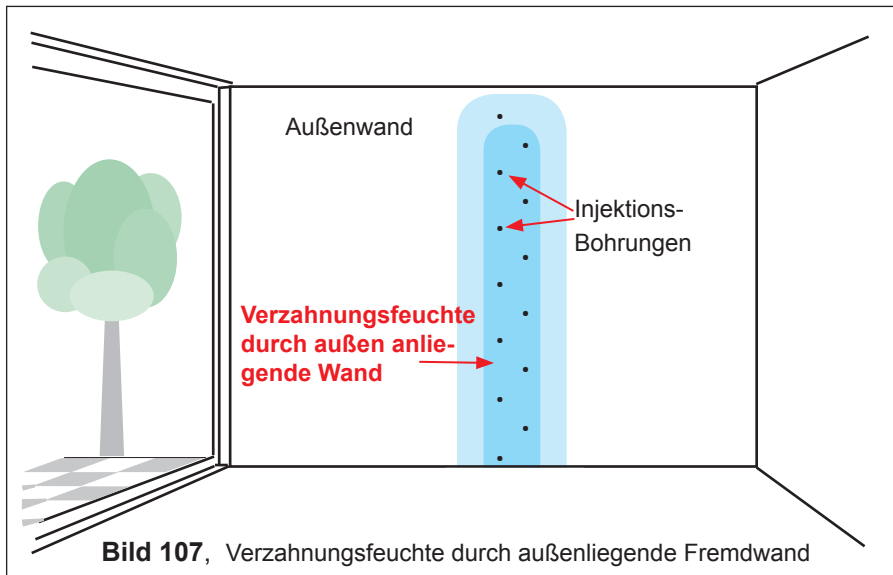 Außenwand
Injektions-
Bohrungen
Verzahnungsfeuchte
durch außen anlie-
gende Wand
Bild 107, Verzahnungsfeuchte durch außenliegende Fremdwand